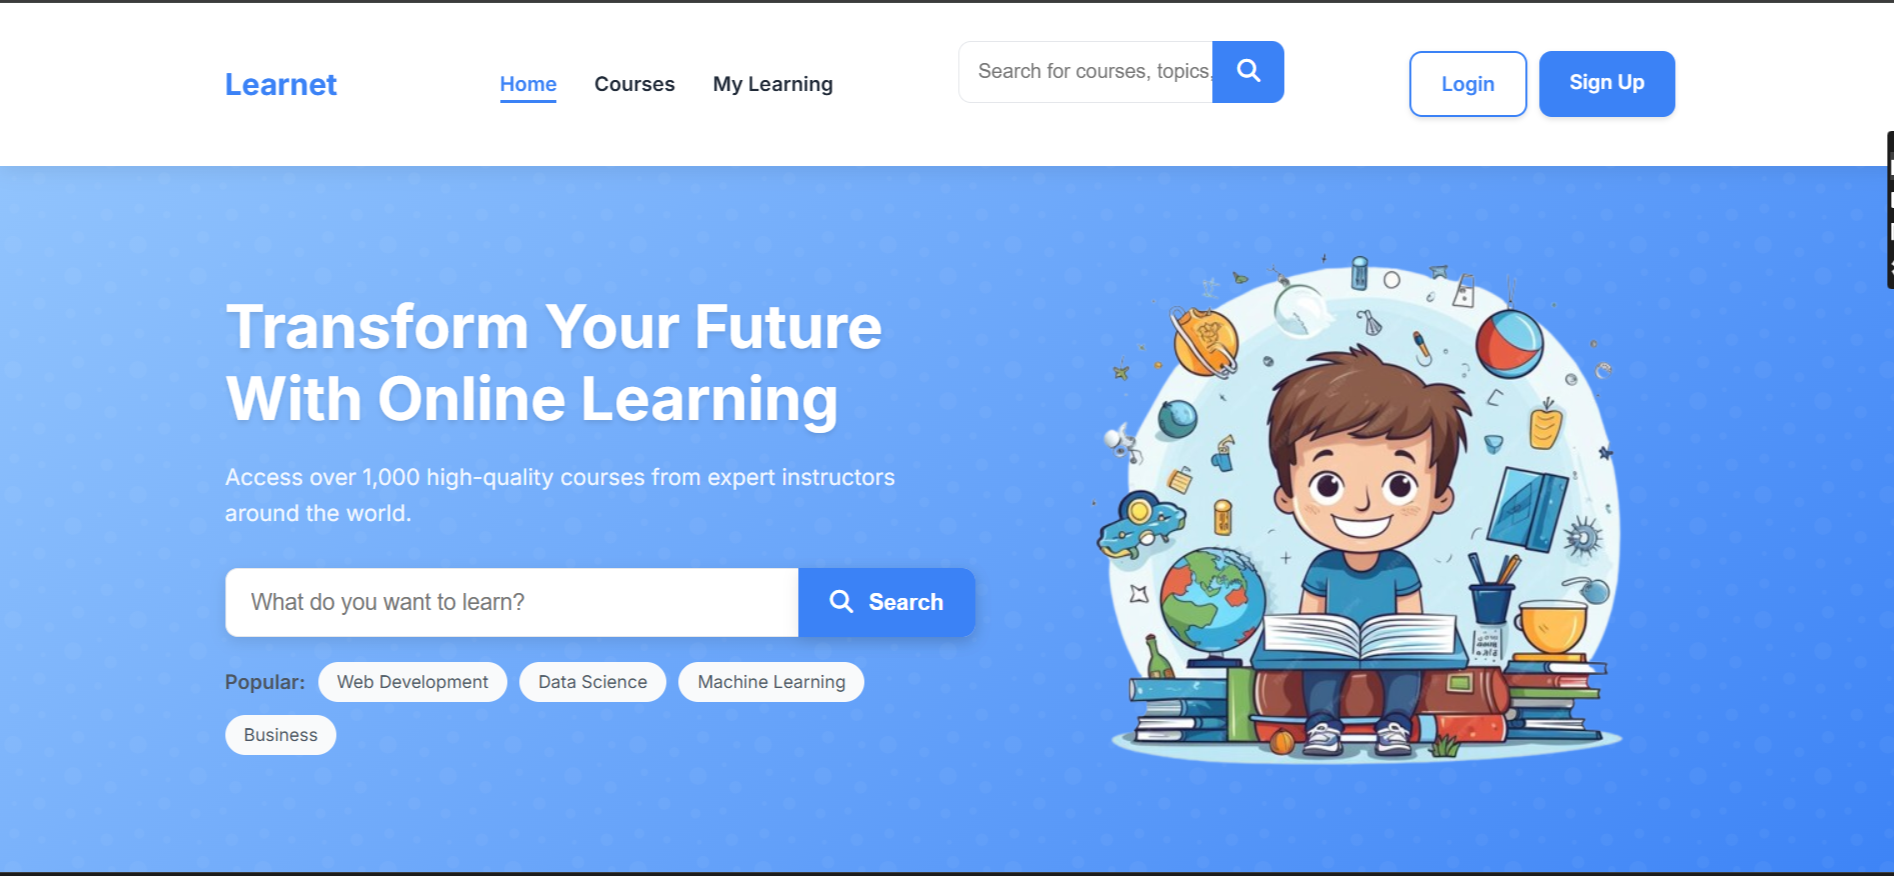 Learnet
Home
Courses
My Learning
Search for courses, topics,
Login
Sign Up
Transform Your Future
With Online Learning
Access over 1,000 high-quality courses from expert instructors
around the world.
What do you want to learn?
Search
Popular:
Web Development
Data Science
Machine Learning
Business